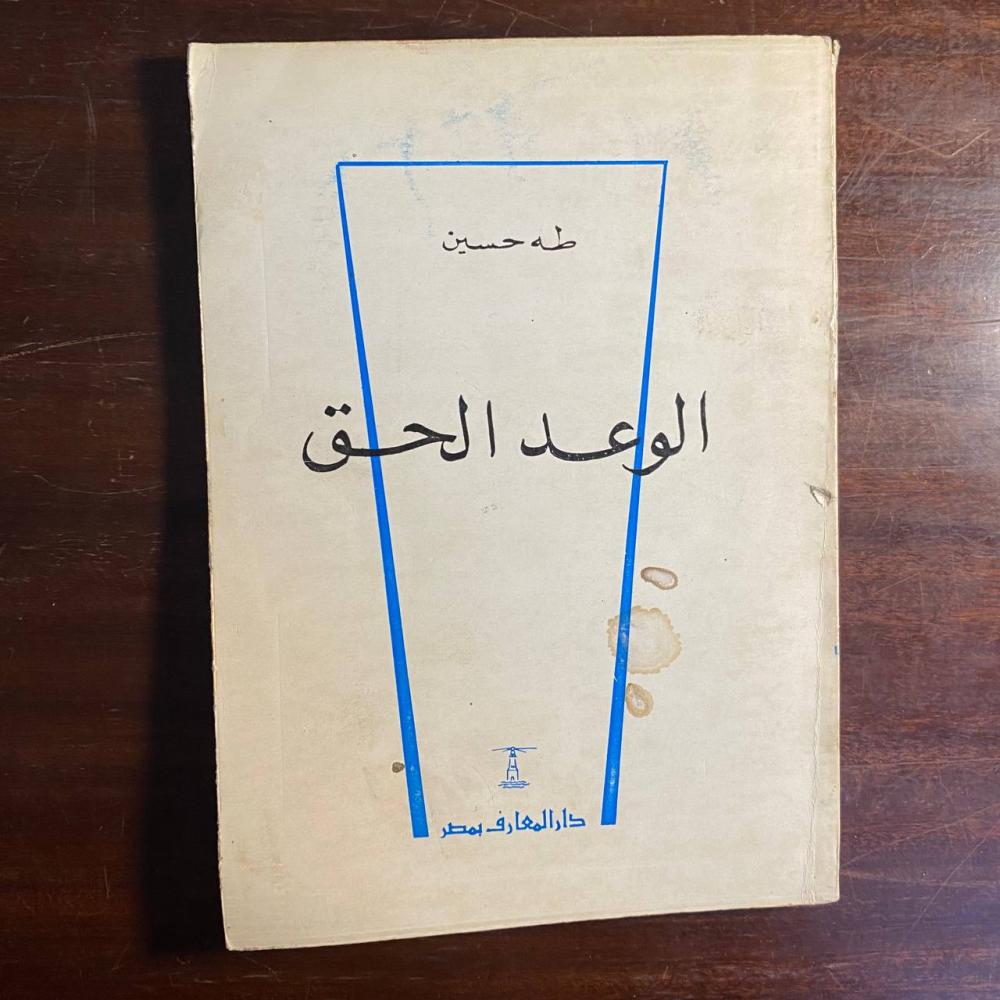 طه حسين
الوعد الحق
دار المعارف بمصر